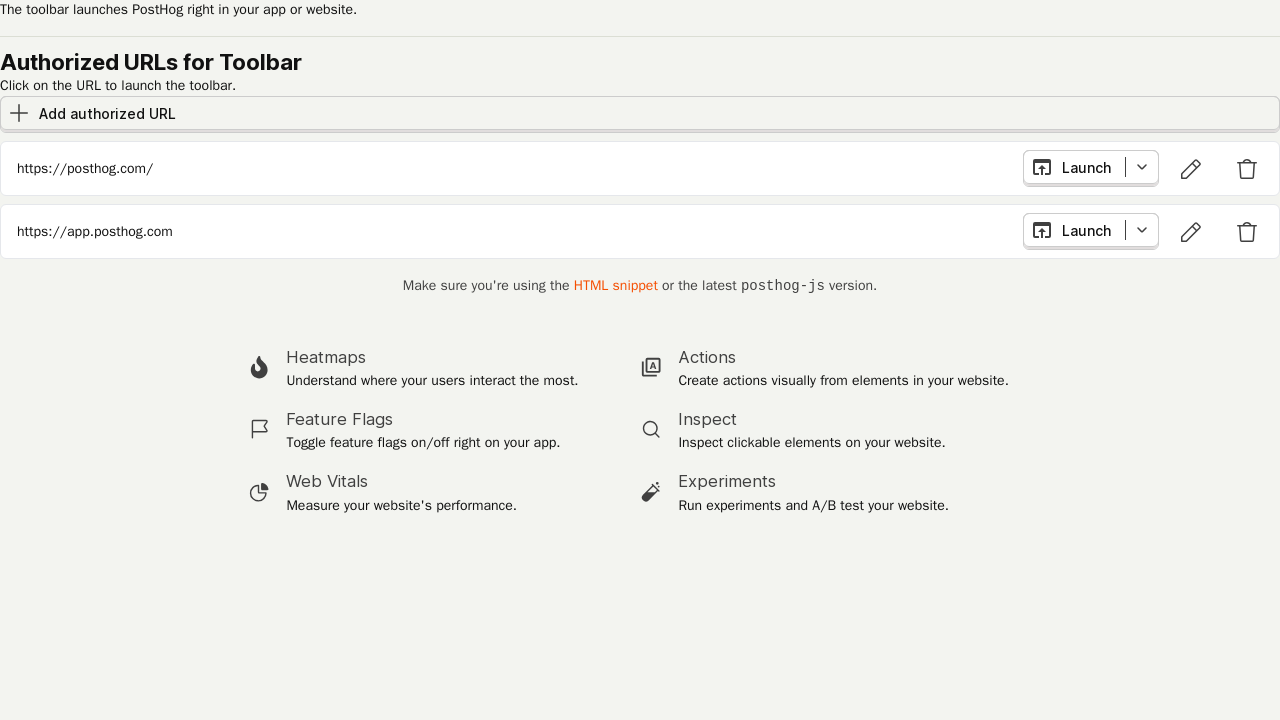 The toolbar launches PostHog right in your app or website.
Authorized URLs for Toolbar
Click on the URL to launch the toolbar.
Add authorized URL
https://posthog.com/
Launch
https://app.posthog.com
Launch
Make sure you're using the HTML snippet or the latest posthog-js version.
Heatmaps
Understand where your users interact the most.
Actions
Create actions visually from elements in your website.
Feature Flags
Toggle feature flags on/off right on your app.
Inspect
Inspect clickable elements on your website.
Web Vitals
Measure your website's performance.
Experiments
Run experiments and A/B test your website.